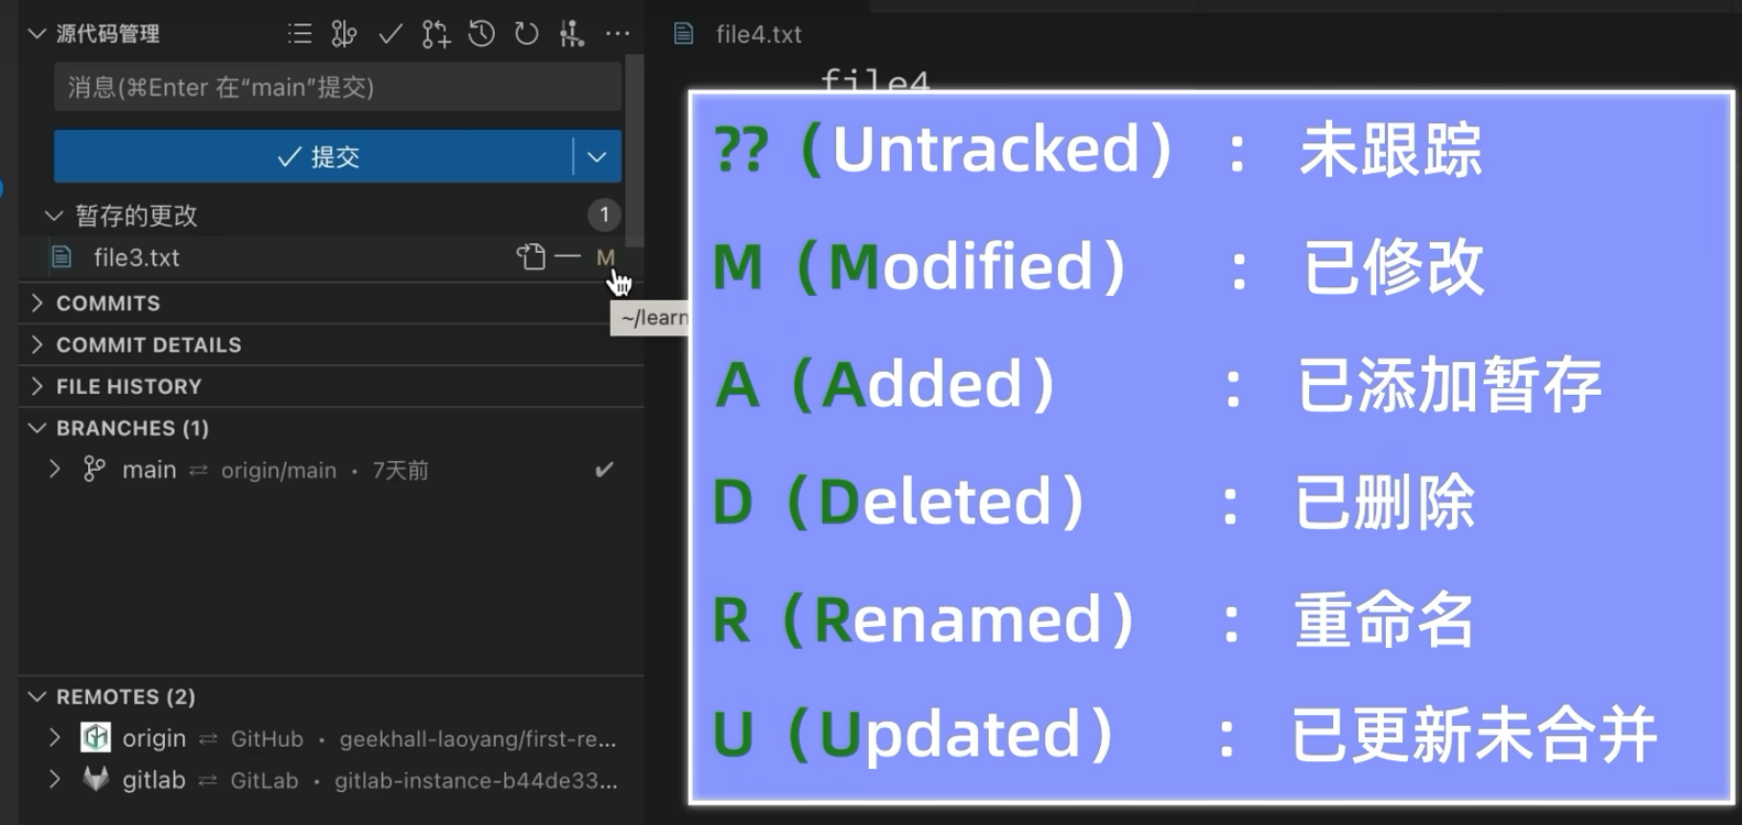 源代码管理
消息(⌘Enter 在“main”提交)
提交
暂存的更改 1
file3.txt M
~/learn
COMMITS
COMMIT DETAILS
FILE HISTORY
BRANCHES (1)
main ⇄ origin/main • 7天前
REMOTES (2)
origin ⇄ GitHub • geekhall-laoyang/first-re...
gitlab ⇄ GitLab • gitlab-instance-b44de33...
file4.txt
file4
??（Untracked）： 未跟踪
M（Modified）： 已修改
A（Added）： 已添加暂存
D（Deleted）： 已删除
R（Renamed）： 重命名
U（Updated）： 已更新未合并